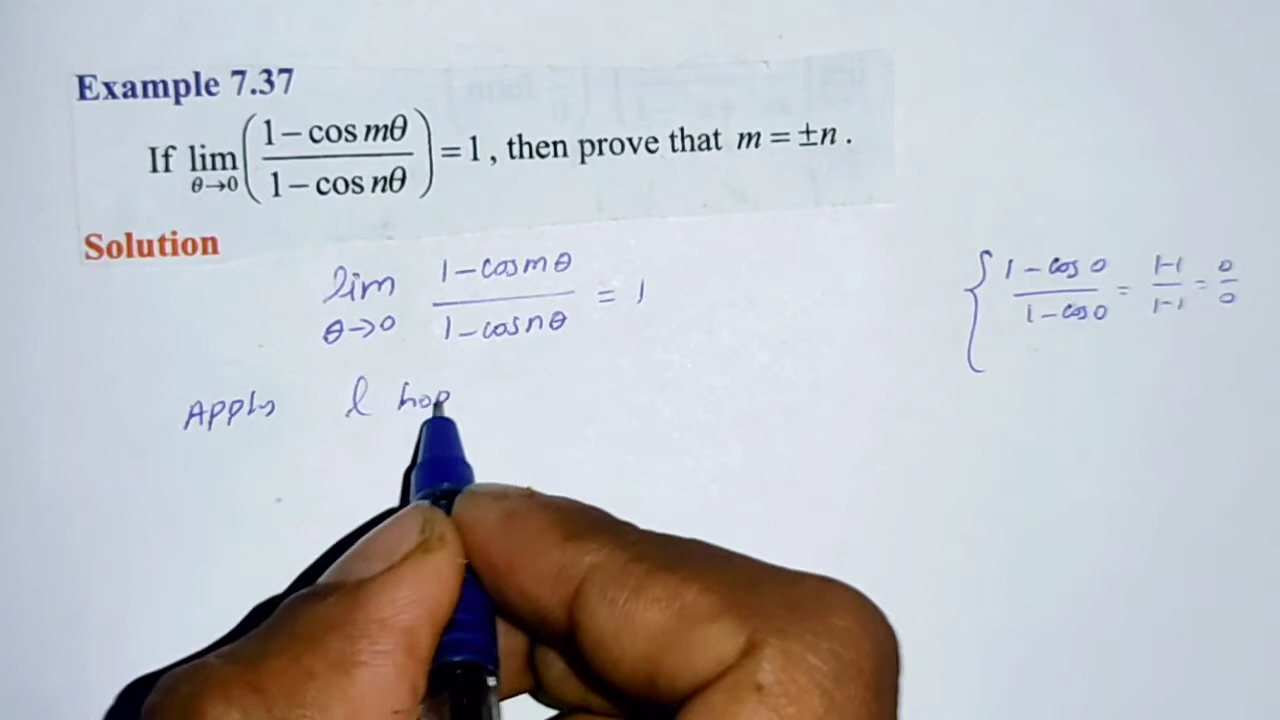 Example 7.37
If lim θ→0 (1 − cos mθ / 1 − cos nθ) = 1, then prove that m = ±n.
Solution
lim θ→0 1 − cos mθ / 1 − cos nθ = 1
{ 1 − cos 0 / 1 − cos 0 = 1−1 / 1−1 = 0/0
Apply l hop